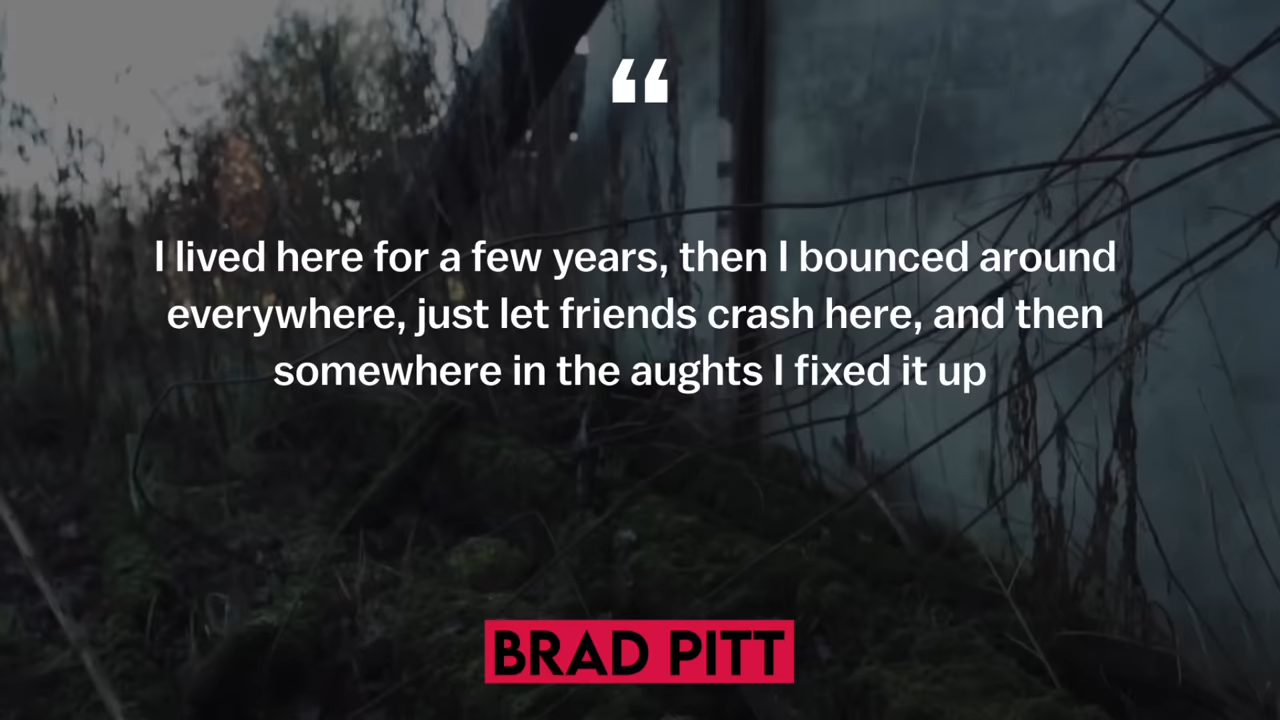 “
I lived here for a few years, then I bounced around
everywhere, just let friends crash here, and then
somewhere in the aughts I fixed it up
BRAD PITT